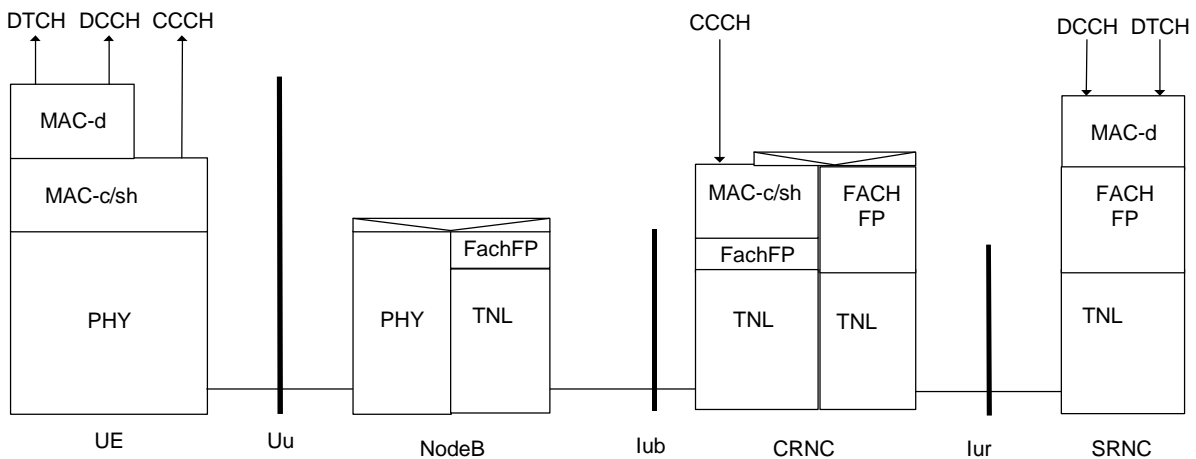 DTCH DCCH CCCH
CCCH
DCCH DTCH
MAC-d
MAC-c/sh
PHY
PHY
FachFP
TNL
MAC-c/sh
FachFP
TNL
FACH
FP
TNL
MAC-d
FACH
FP
TNL
UE
Uu
NodeB
Iub
CRNC
Iur
SRNC